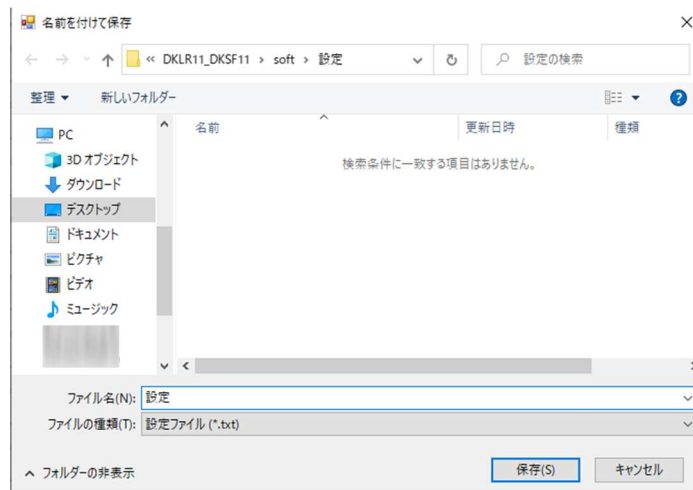 名前を付けて保存
« DKLR11_DKSF11 › soft › 設定
設定の検索
整理 新しいフォルダー
名前 更新日時 種類
検索条件に一致する項目はありません。
PC
3D オブジェクト
ダウンロード
デスクトップ
ドキュメント
ピクチャ
ビデオ
ミュージック
ファイル名(N): 設定
ファイルの種類(T): 設定ファイル (*.txt)
フォルダーの非表示
保存(S) キャンセル